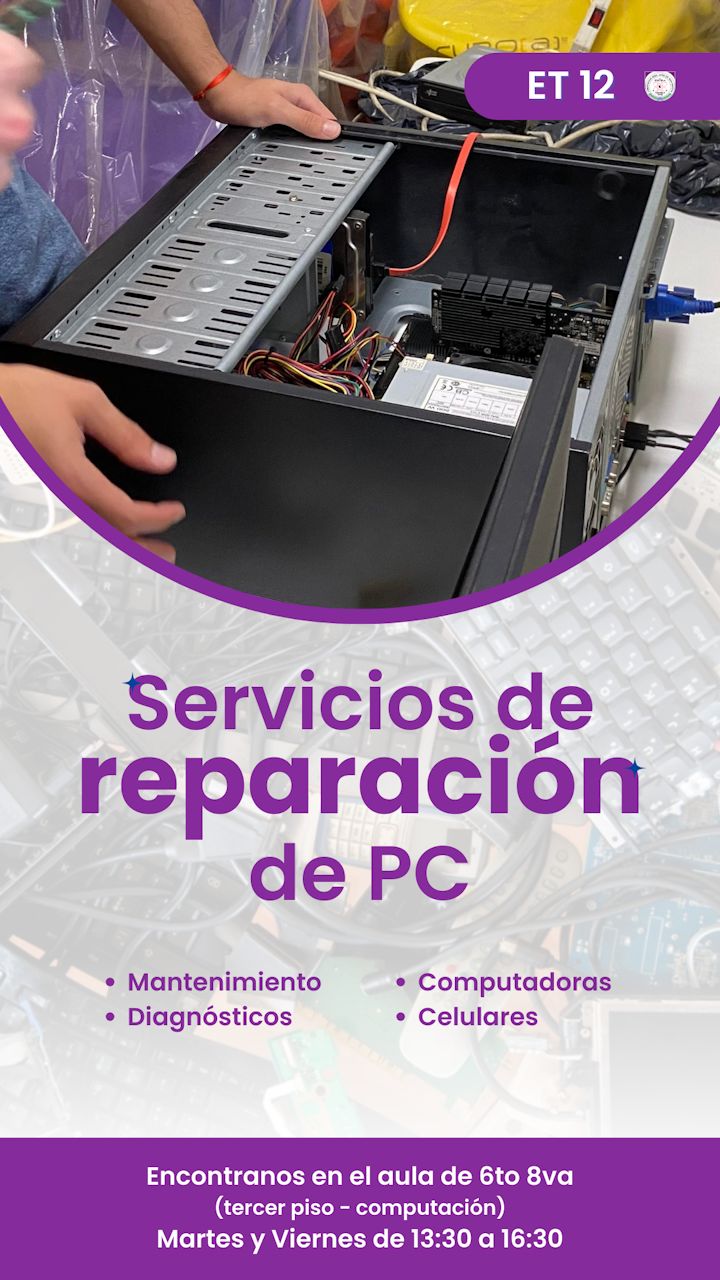 ET 12
Servicios de
reparación
de PC
• Mantenimiento
• Diagnósticos
• Computadoras
• Celulares
Encontranos en el aula de 6to 8va
(tercer piso - computación)
Martes y Viernes de 13:30 a 16:30